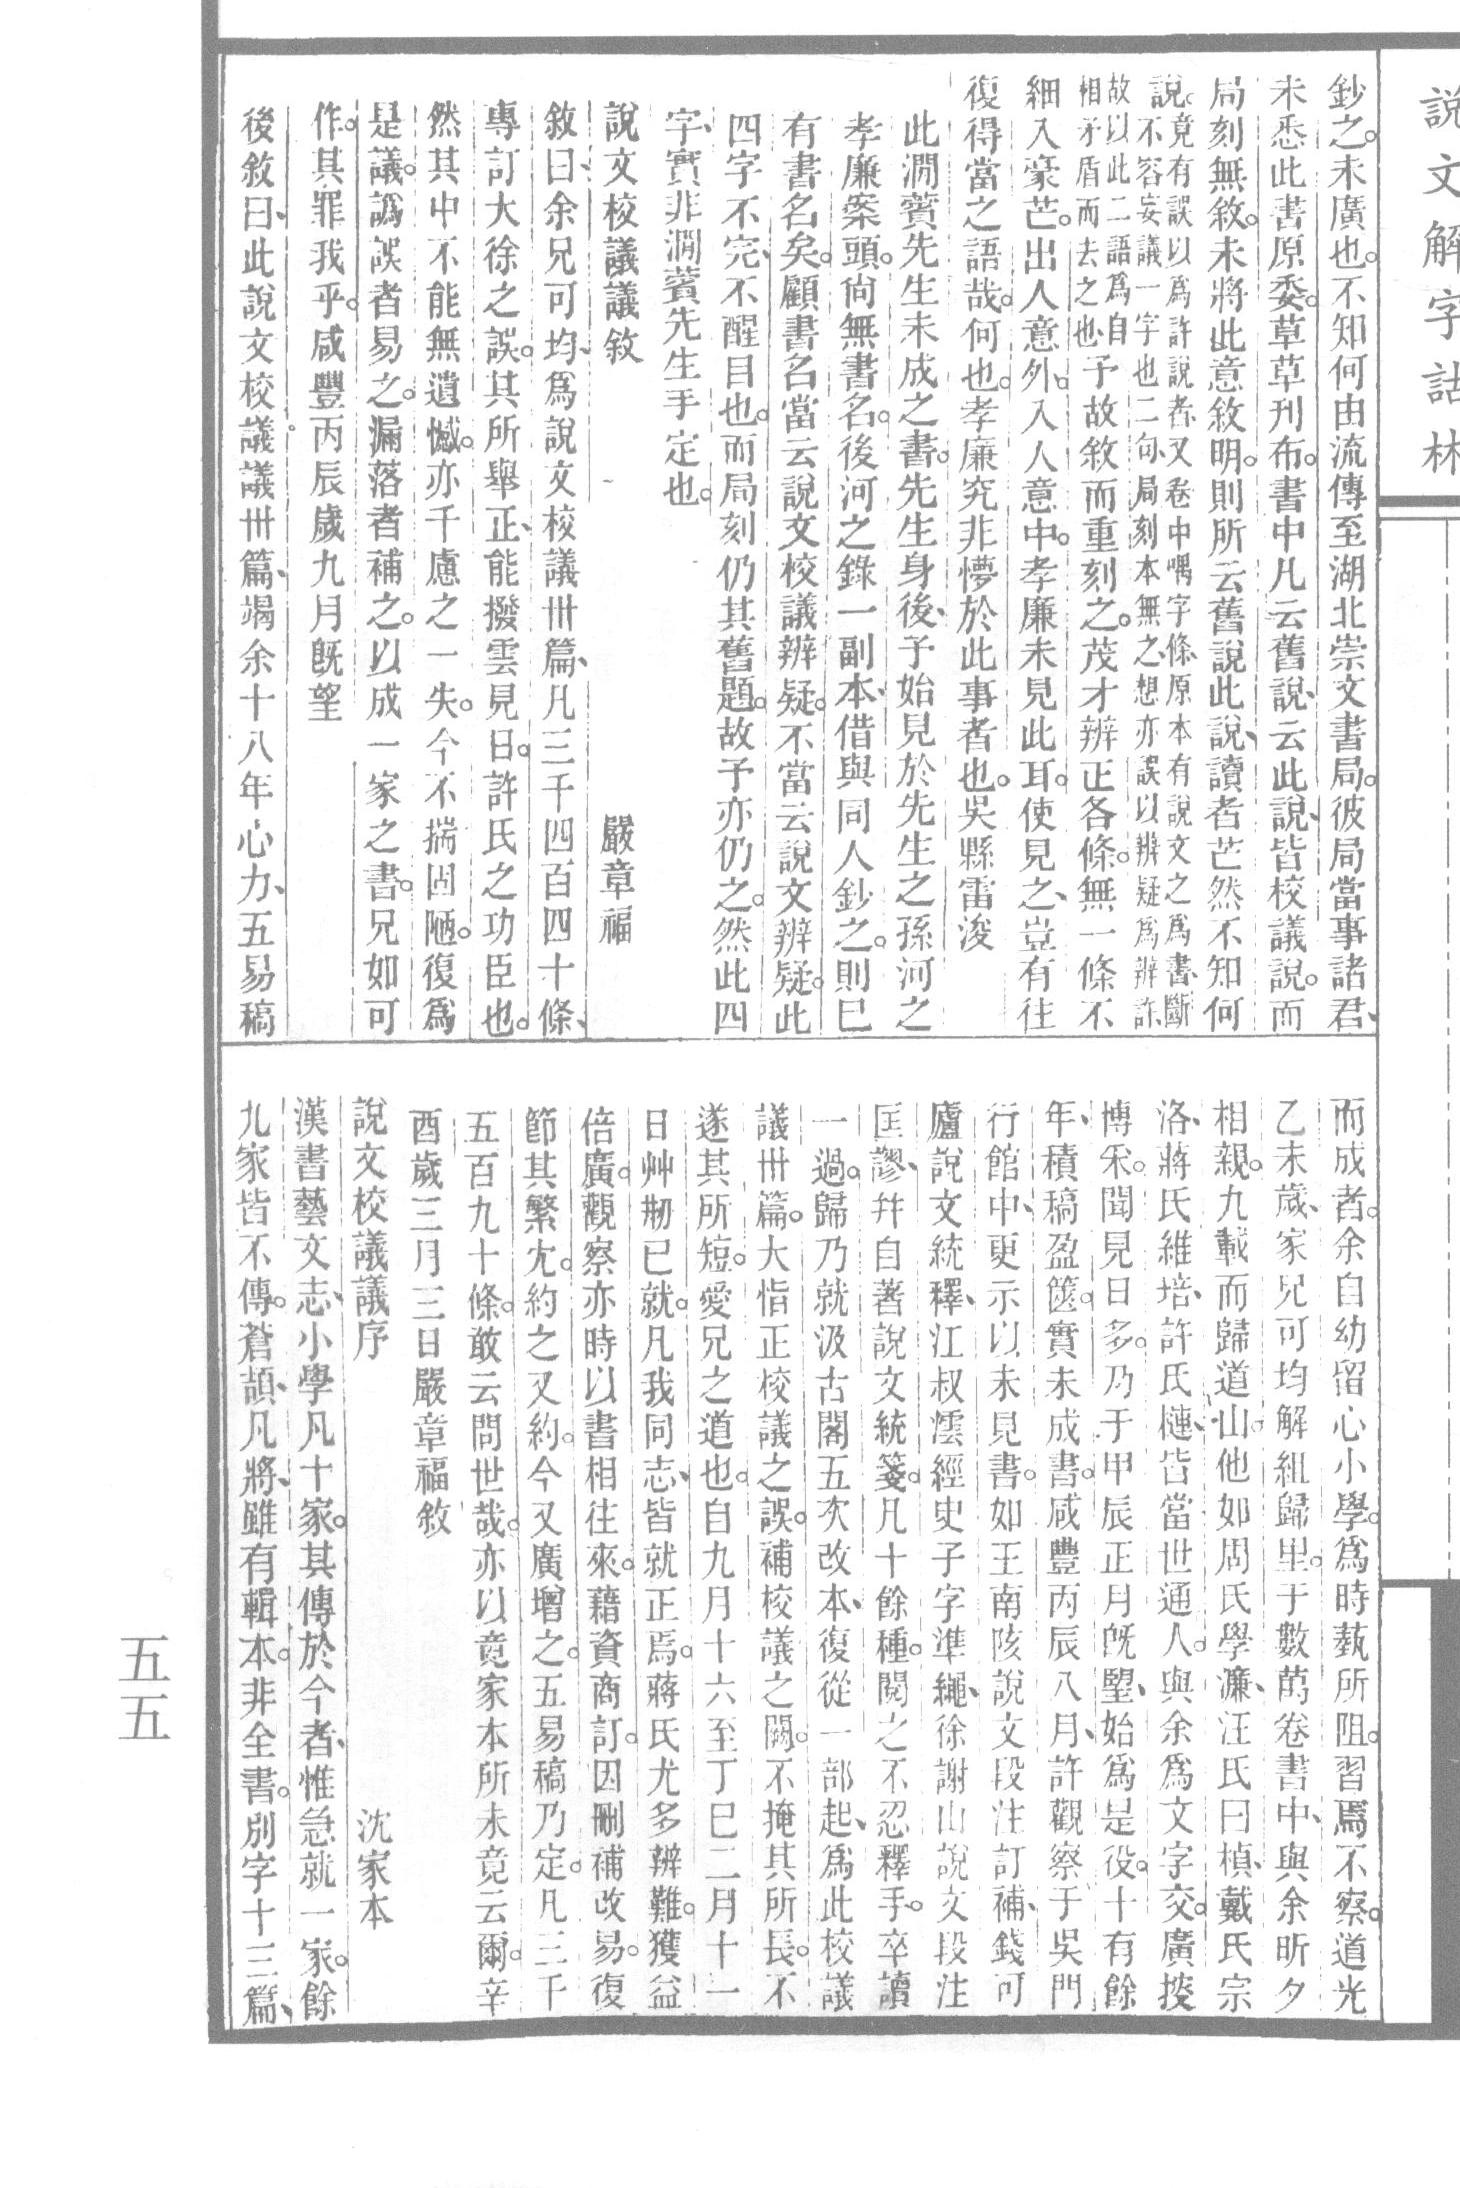 說文解字詁林
鈔之。未廣也。不知何由流傳至湖北崇文書局。彼局當事諸君、
未悉此書原委。草草刊布。書中凡云舊說、云此說、皆校議說。而
局刻無敘。未將此意敘明。則所云舊說此說、讀者芒然不知何
說。竟有誤以爲許說者、又卷中喁字條、原本有說文之爲書、斷
不容妄議一字也二句、局刻本無之、想亦誤以辨疑爲辨許、
故以此二語爲自
相矛盾而去之也予故敘而重刻之。茂才辨正各條。無一條不
細入豪芒。出人意外。入人意中。孝廉未見此耳。使見之、豈有往
復得當之語哉。何也。孝廉究非懜於此事者也。吳縣雷浚
此澗薲先生未成之書。先生身後、予始見於先生之孫河之
孝廉案頭。尙無書名。後河之錄一副本、借與同人鈔之。則已
有書名矣。顧書名當云說文校議辨疑。不當云說文辨疑。此
四字不完、不醒目也。而局刻仍其舊題。故予亦仍之。然此四
字、實非澗薲先生手定也。
說文校議議敘
嚴章福
敘曰、余兄可均、爲說文校議卅篇、凡三千四百四十條、
專訂大徐之誤。其所舉正、能撥雲見日。許氏之功臣也。
然其中不能無遺憾。亦千慮之一失。今不揣固陋。復爲
是議。譌誤者易之。漏落者補之。以成一家之書。兄如可
作。其罪我乎。咸豐丙辰歲九月旣望
後敘曰、此說文校議議卅篇、竭余十八年心力、五易稿
而成者。余自幼留心小學。爲時蓺所阻。習焉不察。道光
乙未歲、家兄可均解組歸里。于數萬卷書中、與余昕夕
相親。九載而歸道山。他如周氏學濂、汪氏曰楨、戴氏宗
洛、蔣氏維培、許氏槤、皆當世通人。與余爲文字交。廣搜
博采。聞見日多。乃于甲辰正月旣朢、始爲是役。十有餘
年、積稿盈篋。實未成書。咸豐丙辰八月、許觀察于吳門
行館中、更示以未見書。如王南陔說文段注訂補、錢可
廬說文統釋、江叔澐經史子字準繩、徐謝山說文段注
匡謬、幷自著說文統箋。凡十餘種。閱之不忍釋手。卒讀
一過。歸乃就汲古閣五次改本、復從一部起、爲此校議
議卅篇。大恉正校議之誤。補校議之闕。不掩其所長。不
遂其所短。愛兄之道也。自九月十六至丁巳二月十一
日艸刱已就。凡我同志、皆就正焉。蔣氏尤多辨難。獲益
倍廣。觀察亦時以書相往來。藉資商訂。因刪補改易。復
節其繁宂。約之又約。今又廣增之。五易稿乃定。凡三千
五百九十條。敢云問世哉。亦以竟家本所未竟云爾。辛
酉歲三月三日嚴章福敘
說文校議議序
沈家本
漢書藝文志、小學凡十家。其傳於今者、惟急就一家。餘
九家皆不傳。蒼頡、凡將、雖有輯本。非全書。別字十三篇、
五五